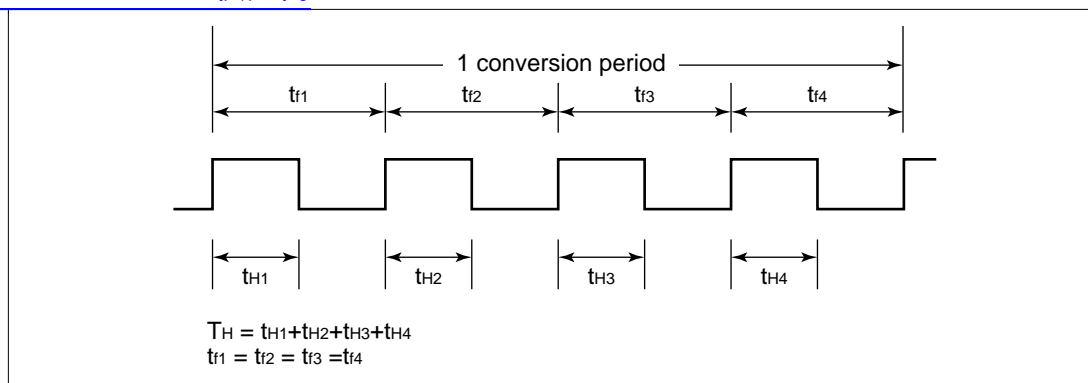 1 conversion period
tf1 tf2 tf3 tf4
tH1 tH2 tH3 tH4
TH = tH1+tH2+tH3+tH4
tf1 = tf2 = tf3 =tf4